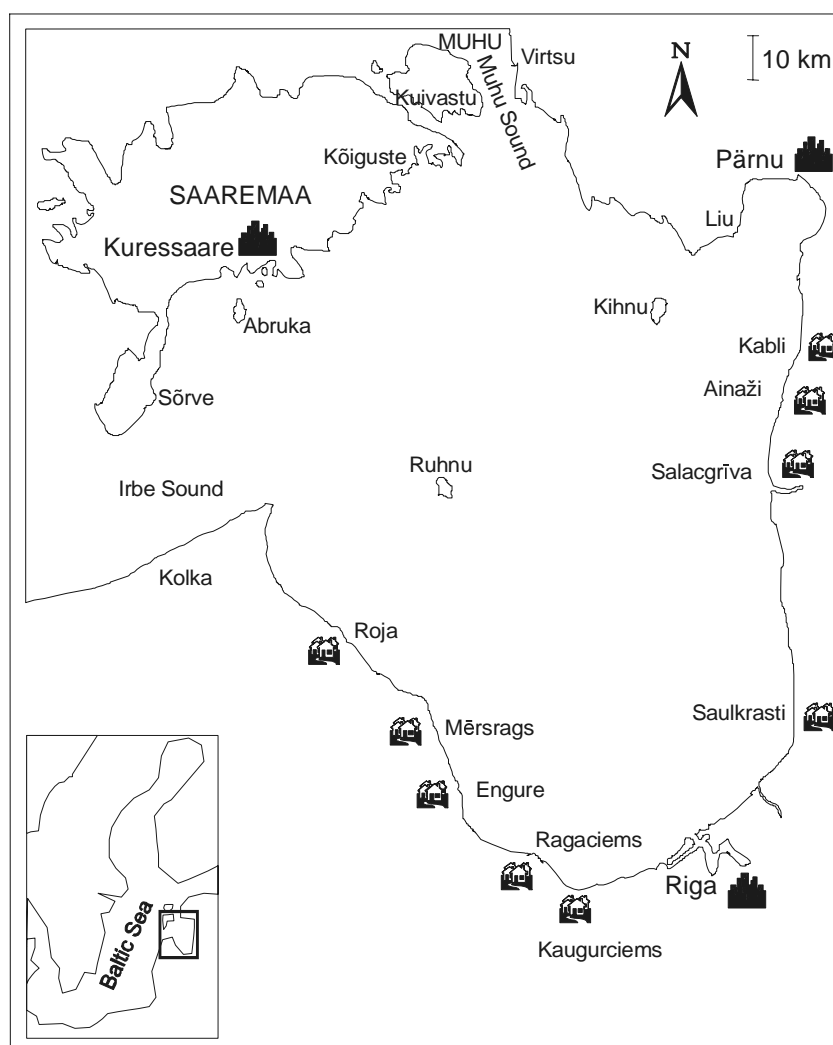 MUHU
Virtsu
N
10 km
Kuivastu
Muhu Sound
Kõiguste
Pärnu
SAAREMAA
Liu
Kuressaare
Abruka
Kihnu
Kabli
Ainaži
Sõrve
Ruhnu
Salacgrīva
Irbe Sound
Kolka
Roja
Saulkrasti
Mērsrags
Engure
Ragaciems
Riga
Kaugurciems
Baltic Sea